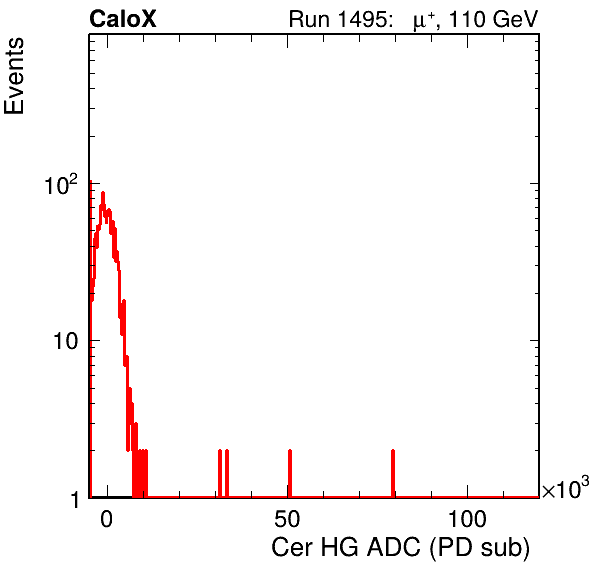 CaloX Run 1495: μ⁺, 110 GeV
Events
10²
10
1
0 50 100 ×10³
Cer HG ADC (PD sub)